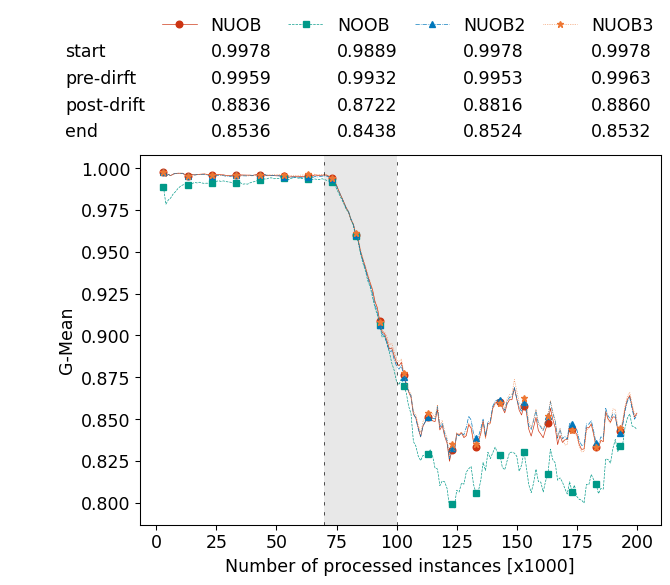 NUOB NOOB NUOB2 NUOB3
start 0.9978 0.9889 0.9978 0.9978
pre-dirft 0.9959 0.9932 0.9953 0.9963
post-drift 0.8836 0.8722 0.8816 0.8860
end 0.8536 0.8438 0.8524 0.8532
1.000
0.975
0.950
0.925
0.900
0.875
0.850
0.825
0.800
G-Mean
0 25 50 75 100 125 150 175 200
Number of processed instances [x1000]